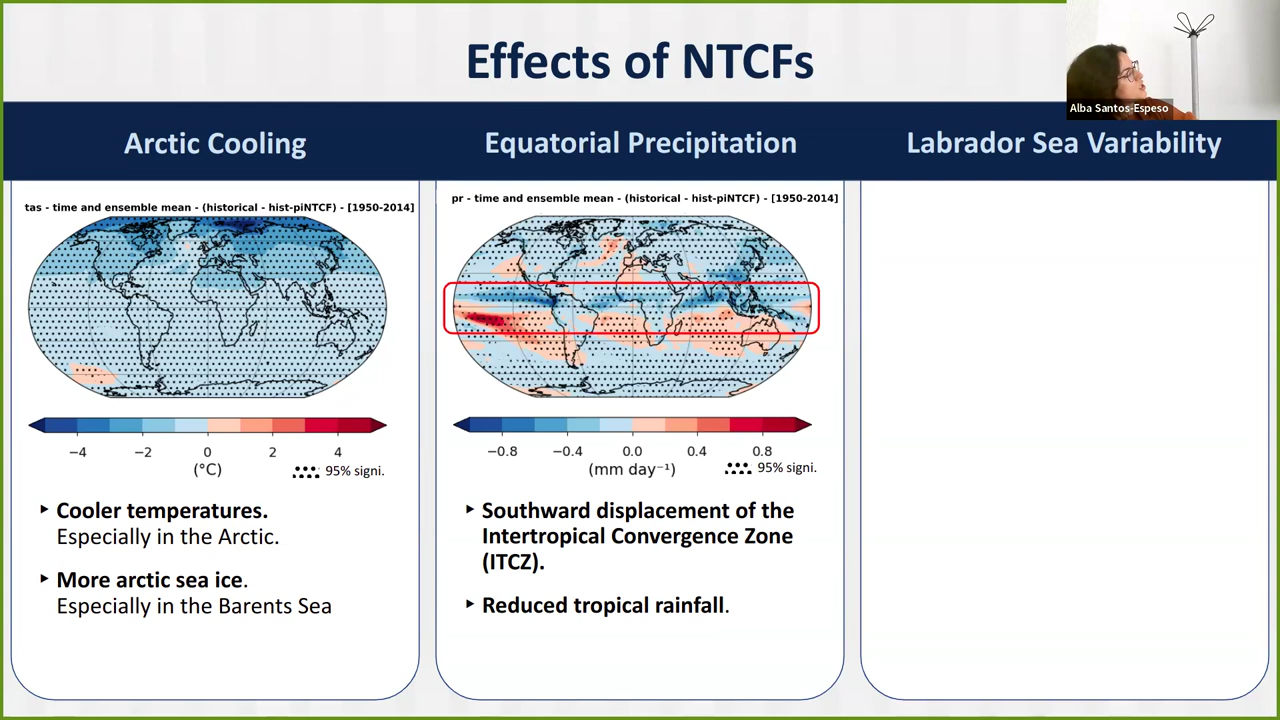 Effects of NTCFs
Alba Santos-Espeso
Arctic Cooling
Equatorial Precipitation
Labrador Sea Variability
tas - time and ensemble mean - (historical - hist-piNTCF) - [1950-2014]
−4 −2 0 2 4
(°C)
95% signi.
‣ Cooler temperatures.
Especially in the Arctic.
‣ More arctic sea ice.
Especially in the Barents Sea
pr - time and ensemble mean - (historical - hist-piNTCF) - [1950-2014]
−0.8 −0.4 0.0 0.4 0.8
(mm day⁻¹)
95% signi.
‣ Southward displacement of the
Intertropical Convergence Zone
(ITCZ).
‣ Reduced tropical rainfall.